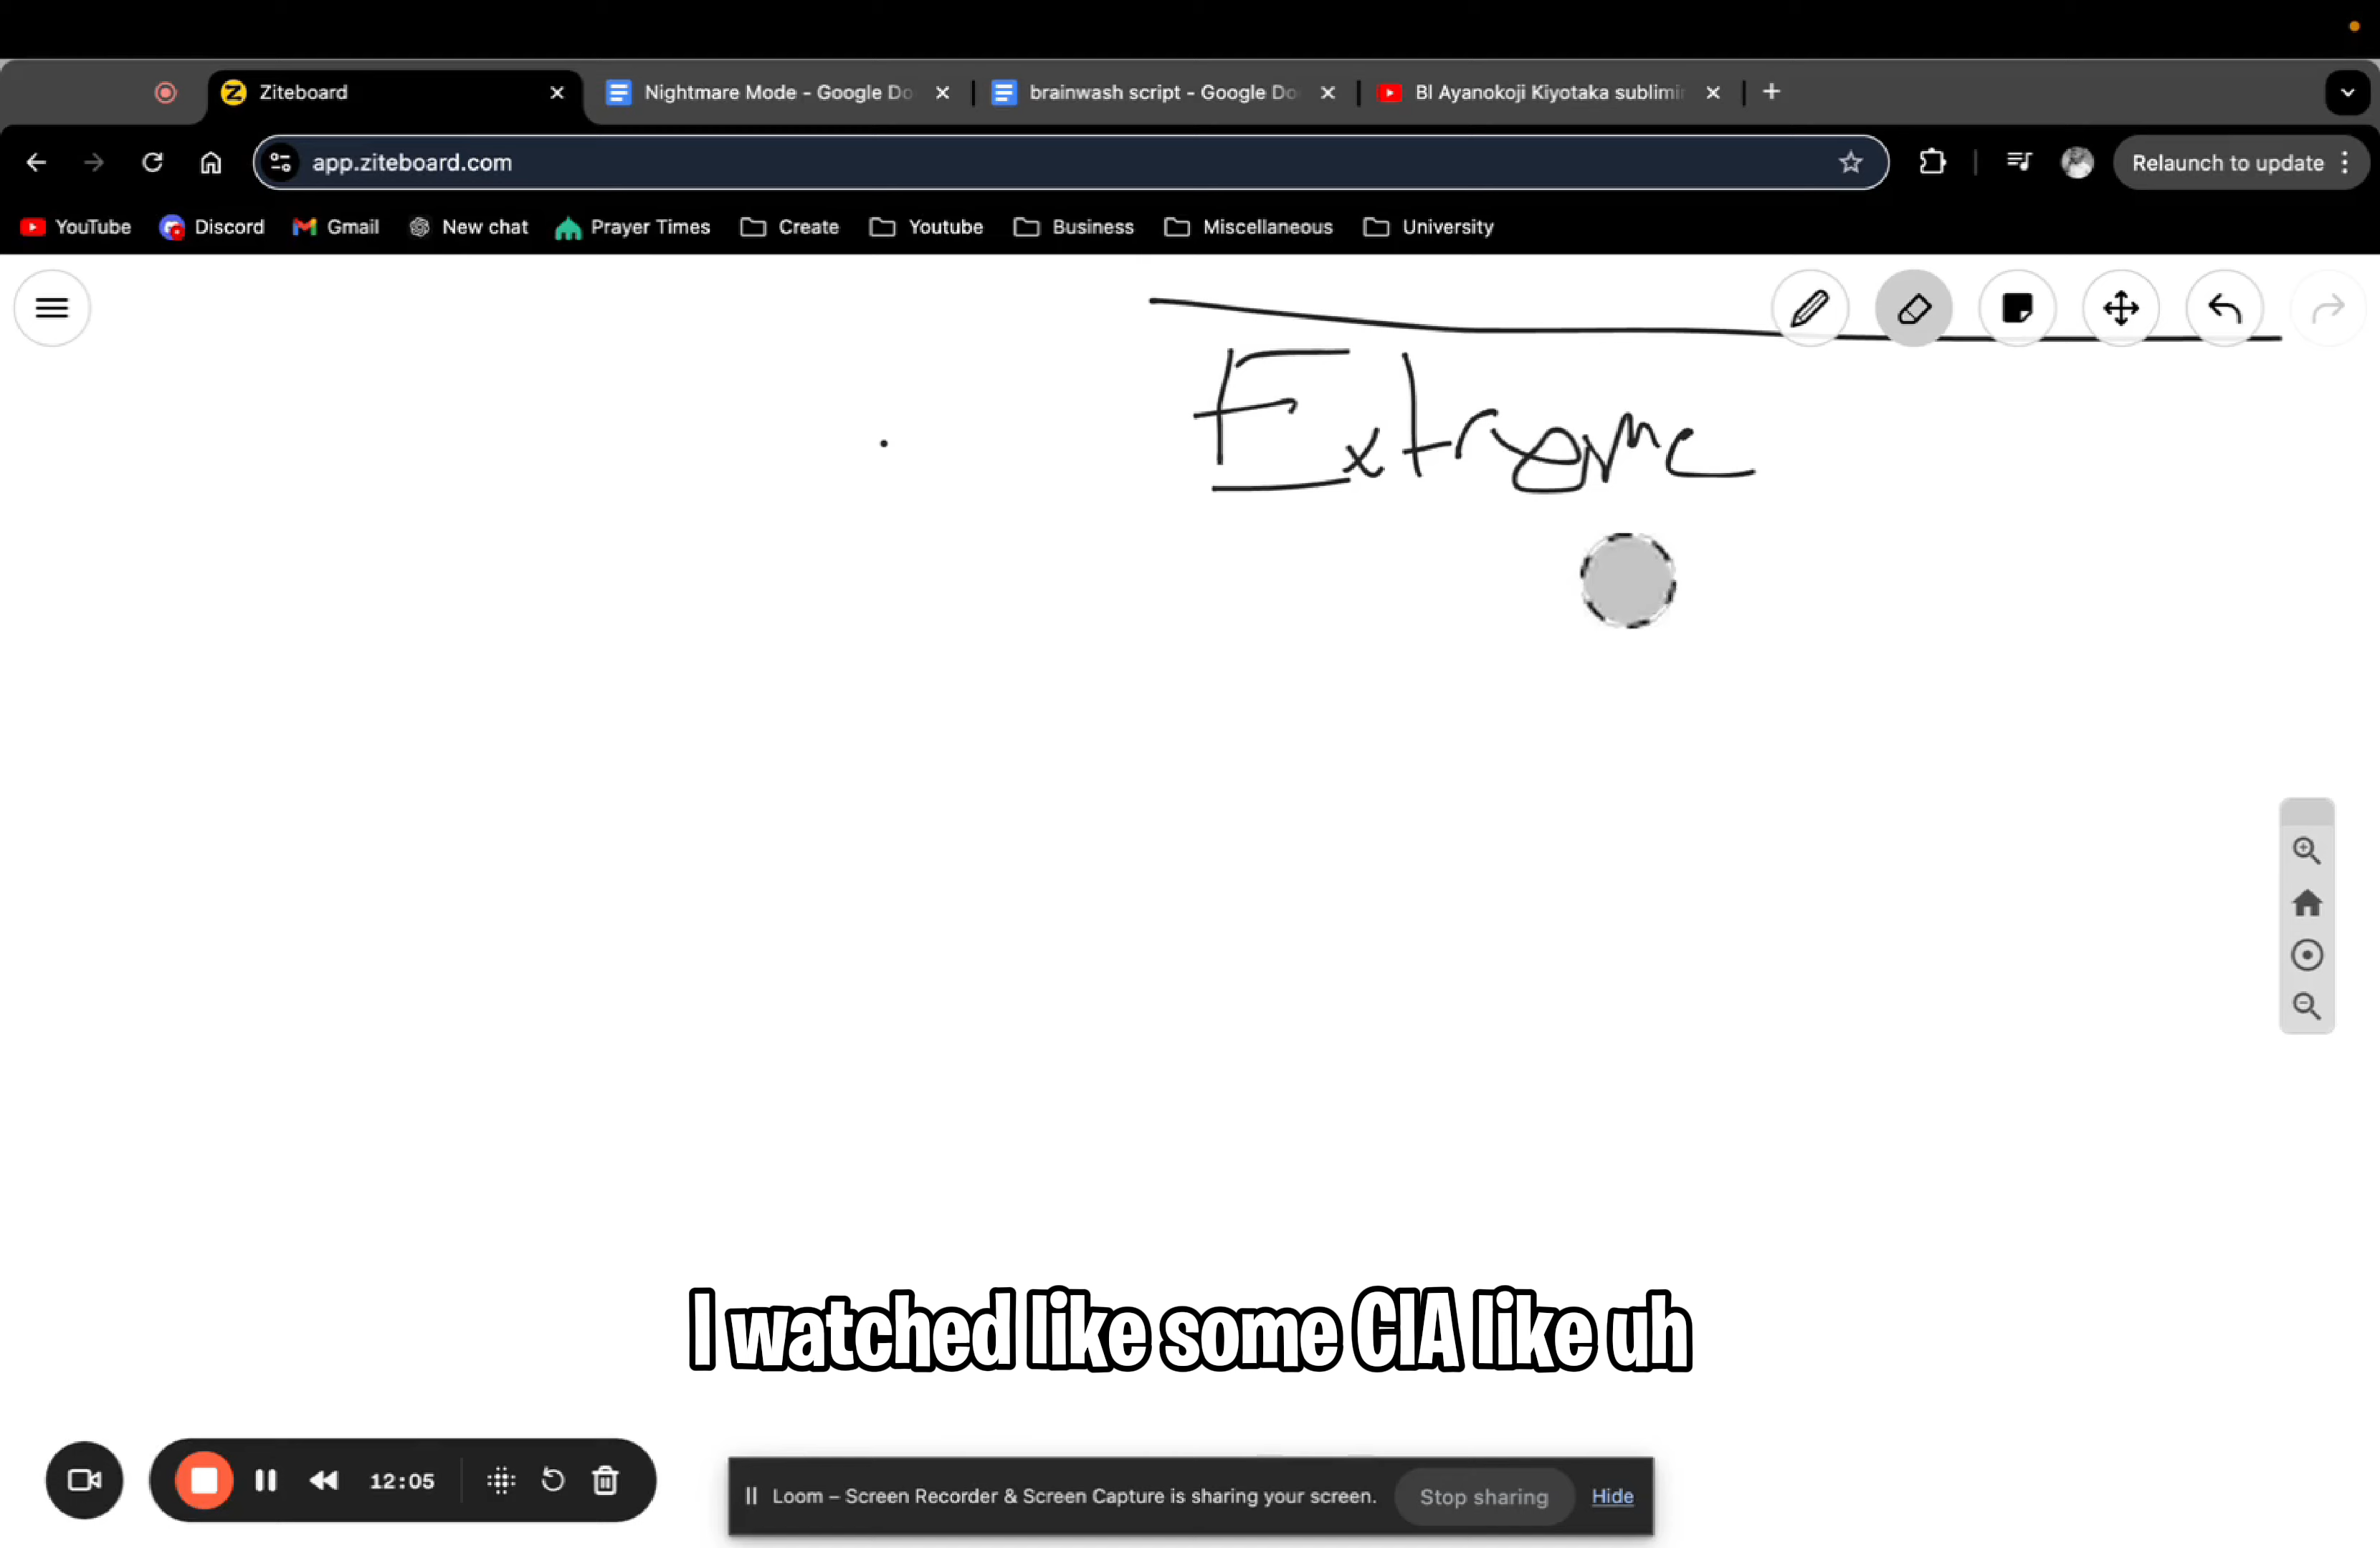 Ziteboard
Nightmare Mode - Google Do
brainwash script - Google Do
BI Ayanokoji Kiyotaka sublimin
app.ziteboard.com
Relaunch to update
YouTube
Discord
Gmail
New chat
Prayer Times
Create
Youtube
Business
Miscellaneous
University
Extreme
I watched like some CIA like uh
12:05
Loom – Screen Recorder & Screen Capture is sharing your screen.
Stop sharing
Hide